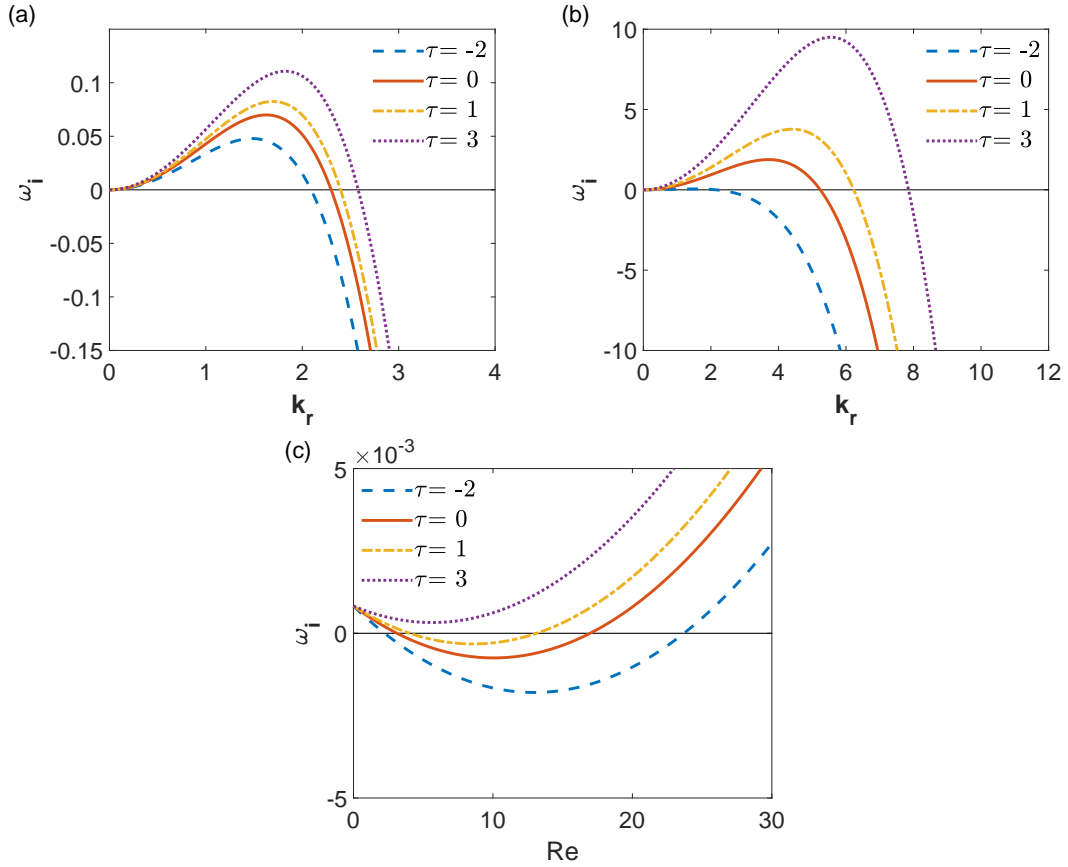 (a)
0.1
0.05
0
-0.05
-0.1
-0.15
ω_i
0 1 2 3 4
k_r
τ = -2
τ = 0
τ = 1
τ = 3
(b)
10
5
0
-5
-10
ω_i
0 2 4 6 8 10 12
k_r
τ = -2
τ = 0
τ = 1
τ = 3
(c)
×10^-3
5
0
-5
ω_i
0 10 20 30
Re
τ = -2
τ = 0
τ = 1
τ = 3